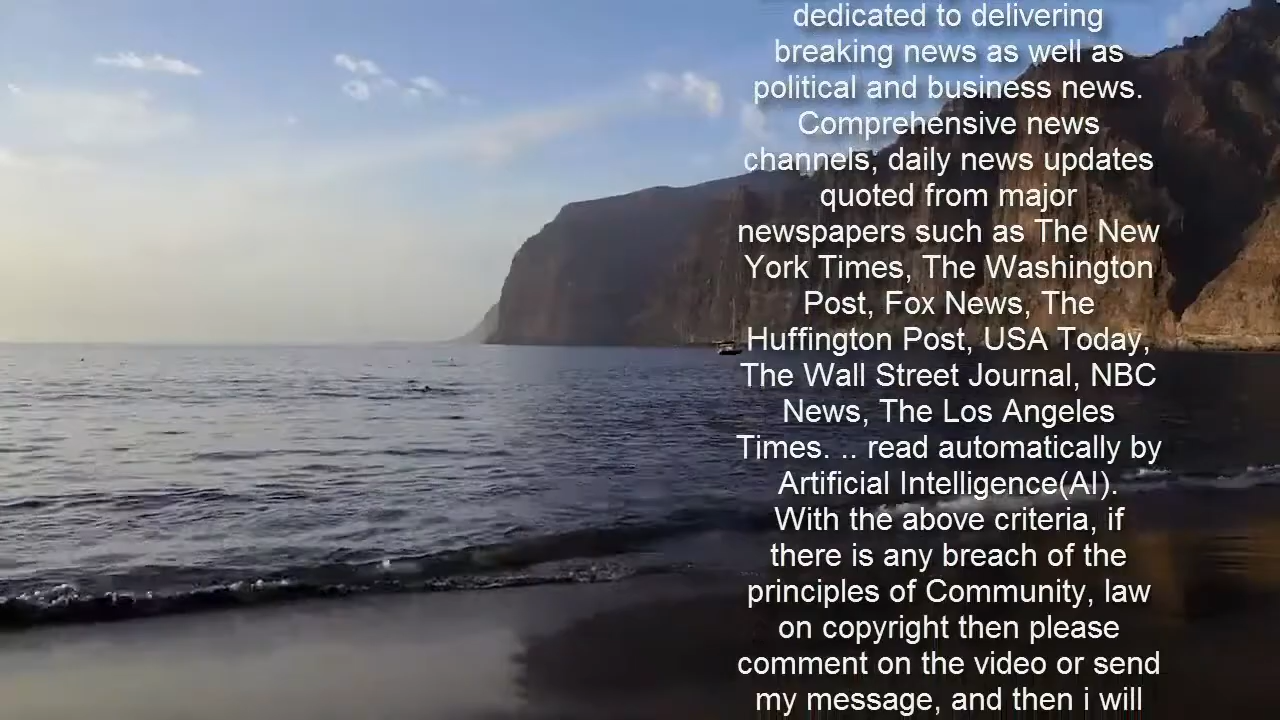 dedicated to delivering
breaking news as well as
political and business news.
Comprehensive news
channels, daily news updates
quoted from major
newspapers such as The New
York Times, The Washington
Post, Fox News, The
Huffington Post, USA Today,
The Wall Street Journal, NBC
News, The Los Angeles
Times. .. read automatically by
Artificial Intelligence(AI).
With the above criteria, if
there is any breach of the
principles of Community, law
on copyright then please
comment on the video or send
my message, and then i will